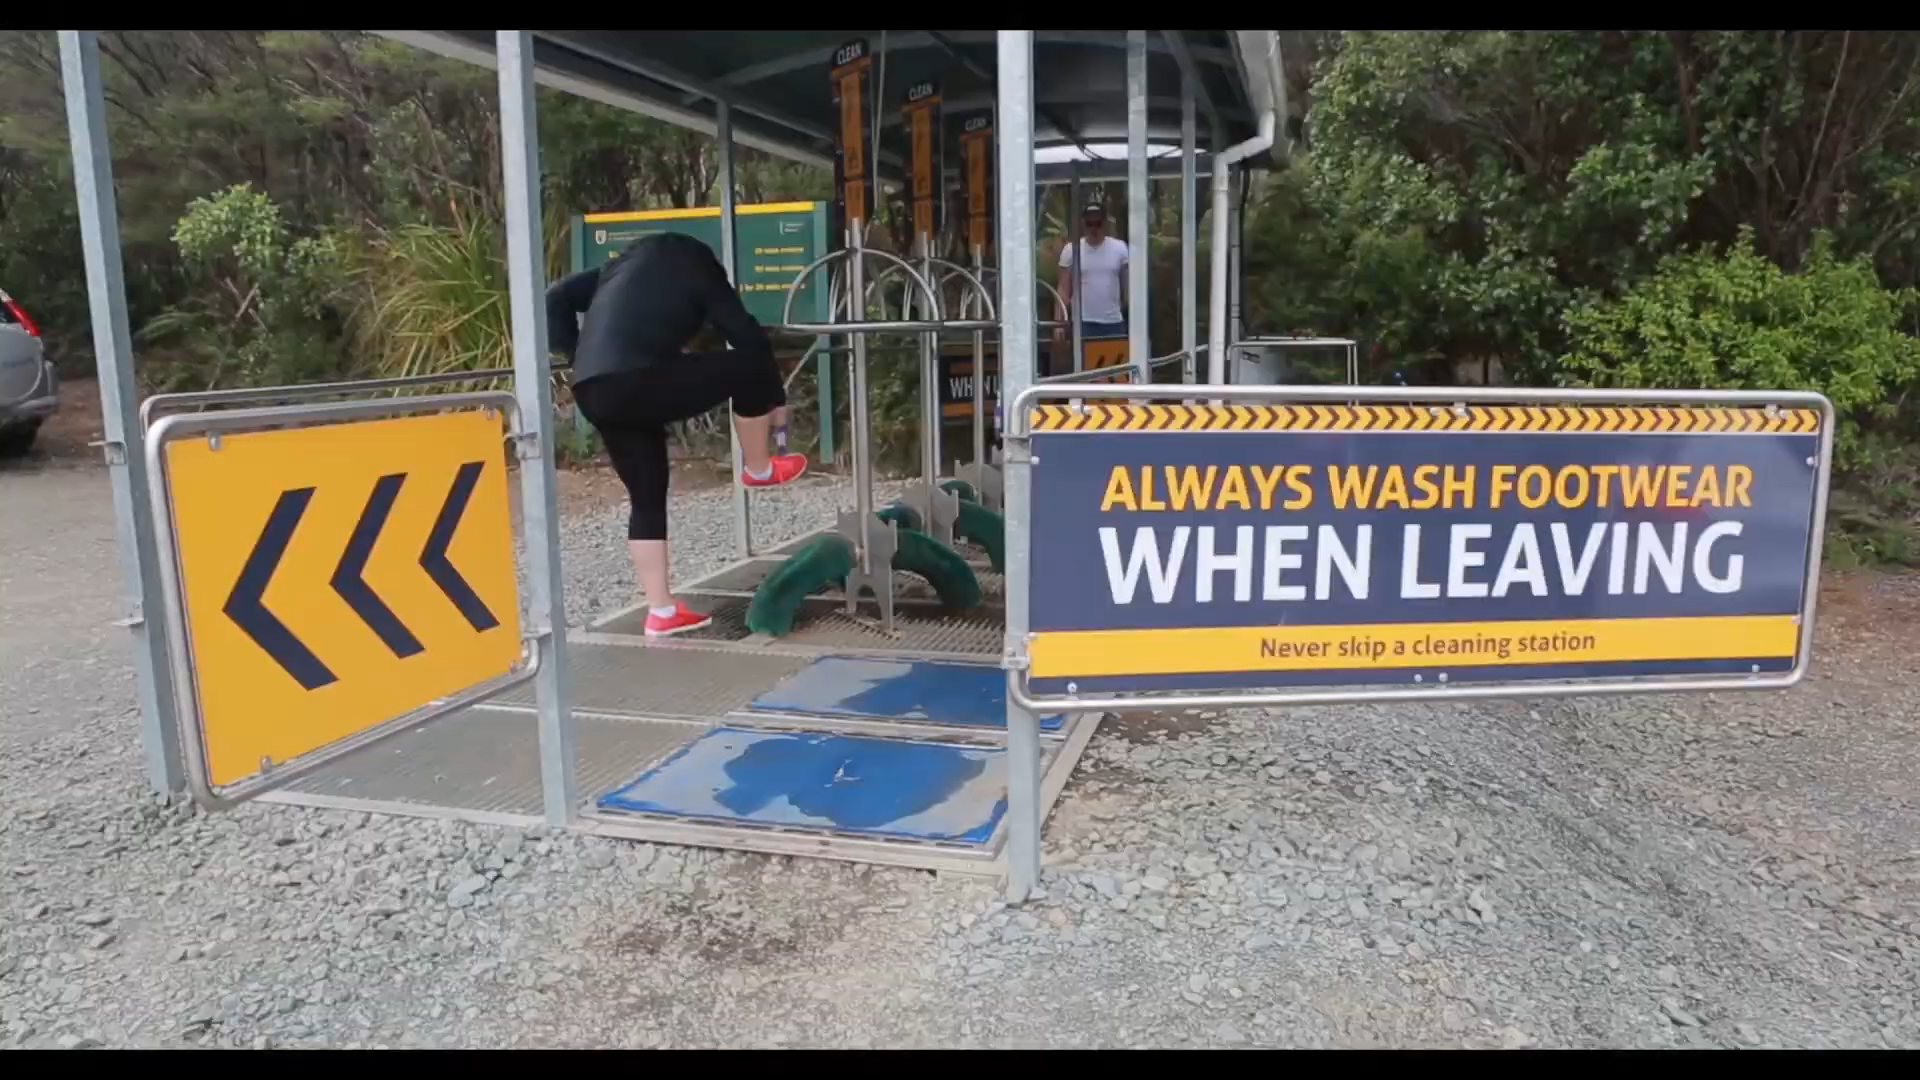 CLEAN
CLEAN
CLEAN
ALWAYS WASH FOOTWEAR
WHEN LEAVING
Never skip a cleaning station